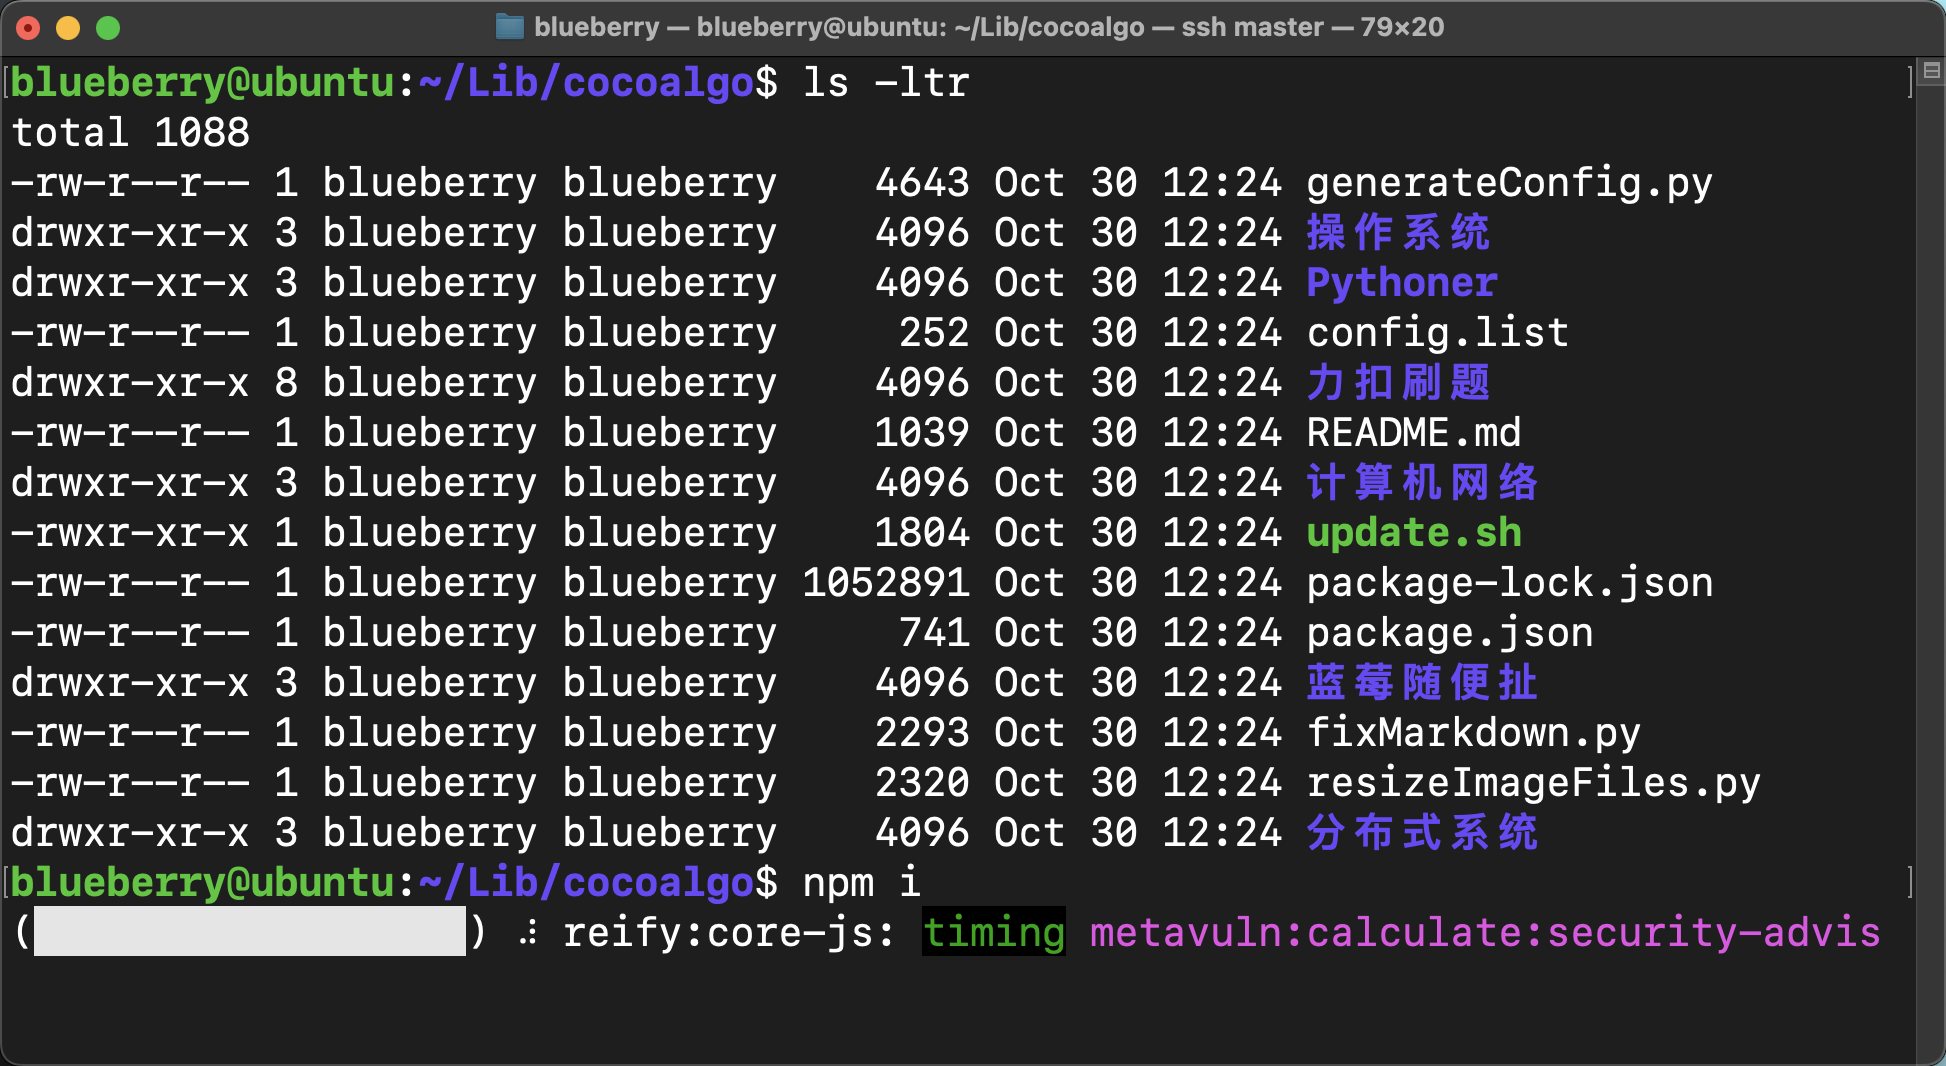 blueberry — blueberry@ubuntu: ~/Lib/cocoalgo — ssh master — 79×20
[blueberry@ubuntu:~/Lib/cocoalgo$ ls -ltr ]
total 1088
-rw-r--r-- 1 blueberry blueberry    4643 Oct 30 12:24 generateConfig.py
drwxr-xr-x 3 blueberry blueberry    4096 Oct 30 12:24 操作系统
drwxr-xr-x 3 blueberry blueberry    4096 Oct 30 12:24 Pythoner
-rw-r--r-- 1 blueberry blueberry     252 Oct 30 12:24 config.list
drwxr-xr-x 8 blueberry blueberry    4096 Oct 30 12:24 力扣刷题
-rw-r--r-- 1 blueberry blueberry    1039 Oct 30 12:24 README.md
drwxr-xr-x 3 blueberry blueberry    4096 Oct 30 12:24 计算机网络
-rwxr-xr-x 1 blueberry blueberry    1804 Oct 30 12:24 update.sh
-rw-r--r-- 1 blueberry blueberry 1052891 Oct 30 12:24 package-lock.json
-rw-r--r-- 1 blueberry blueberry     741 Oct 30 12:24 package.json
drwxr-xr-x 3 blueberry blueberry    4096 Oct 30 12:24 蓝莓随便扯
-rw-r--r-- 1 blueberry blueberry    2293 Oct 30 12:24 fixMarkdown.py
-rw-r--r-- 1 blueberry blueberry    2320 Oct 30 12:24 resizeImageFiles.py
drwxr-xr-x 3 blueberry blueberry    4096 Oct 30 12:24 分布式系统
[blueberry@ubuntu:~/Lib/cocoalgo$ npm i ]
(                  ) ⠼ reify:core-js: timing metavuln:calculate:security-advis